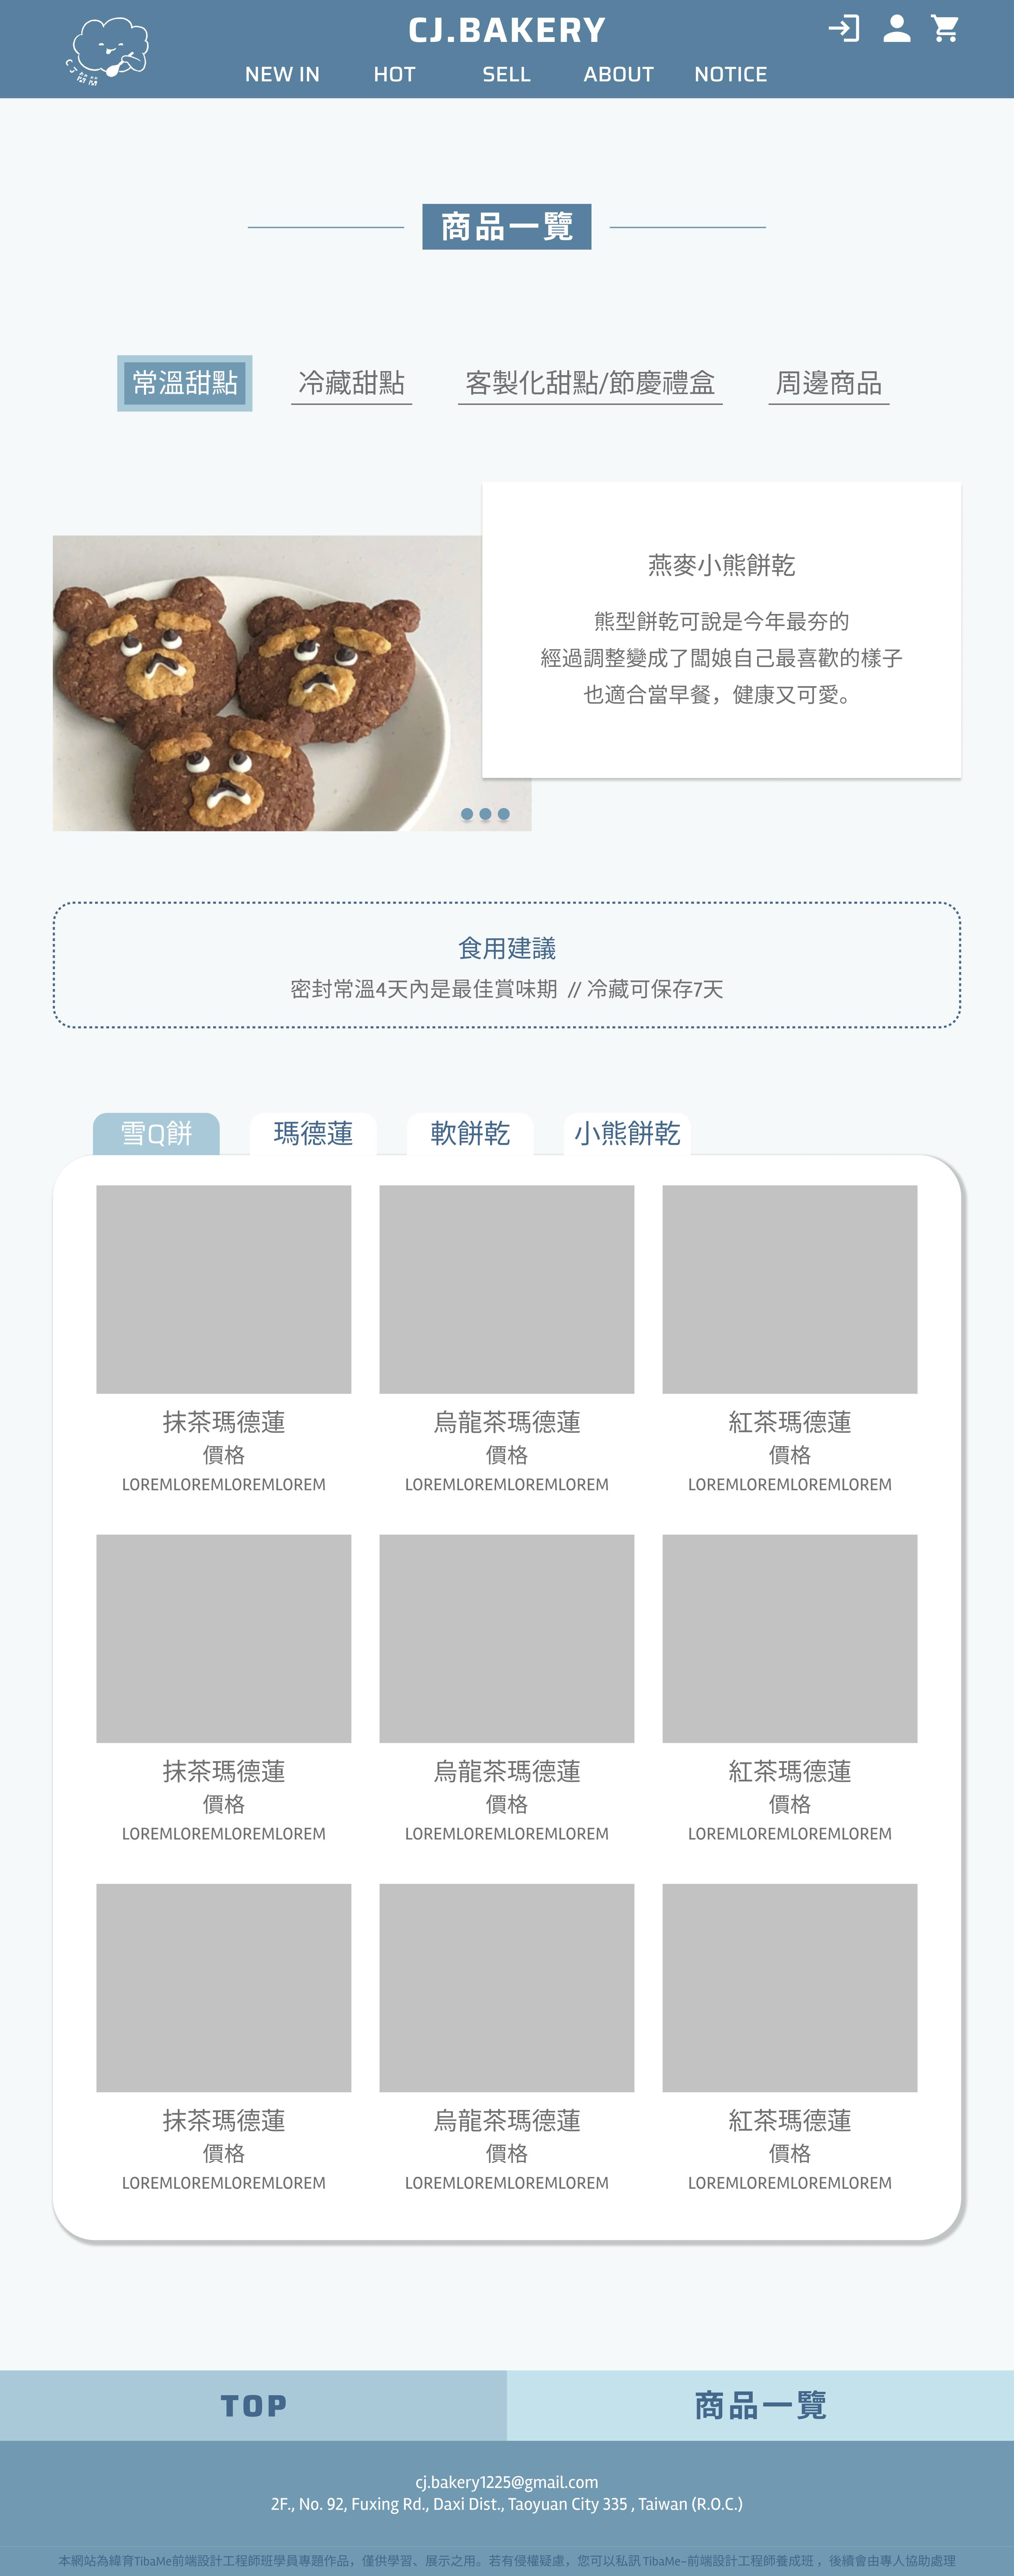 CJ.BAKERY
CJ 簡簡
NEW IN HOT SELL ABOUT NOTICE
商品一覽
常溫甜點 冷藏甜點 客製化甜點/節慶禮盒 周邊商品
燕麥小熊餅乾
熊型餅乾可說是今年最夯的
經過調整變成了闆娘自己最喜歡的樣子
也適合當早餐，健康又可愛。
食用建議
密封常溫4天內是最佳賞味期 // 冷藏可保存7天
雪Q餅 瑪德蓮 軟餅乾 小熊餅乾
抹茶瑪德蓮 烏龍茶瑪德蓮 紅茶瑪德蓮
價格 價格 價格
LOREMLOREMLOREMLOREM LOREMLOREMLOREMLOREM LOREMLOREMLOREMLOREM
抹茶瑪德蓮 烏龍茶瑪德蓮 紅茶瑪德蓮
價格 價格 價格
LOREMLOREMLOREMLOREM LOREMLOREMLOREMLOREM LOREMLOREMLOREMLOREM
抹茶瑪德蓮 烏龍茶瑪德蓮 紅茶瑪德蓮
價格 價格 價格
LOREMLOREMLOREMLOREM LOREMLOREMLOREMLOREM LOREMLOREMLOREMLOREM
TOP 商品一覽
cj.bakery1225@gmail.com
2F., No. 92, Fuxing Rd., Daxi Dist., Taoyuan City 335 , Taiwan (R.O.C.)
本網站為緯育TibaMe前端設計工程師班學員專題作品，僅供學習、展示之用。若有侵權疑慮，您可以私訊 TibaMe-前端設計工程師養成班 ，後續會由專人協助處理